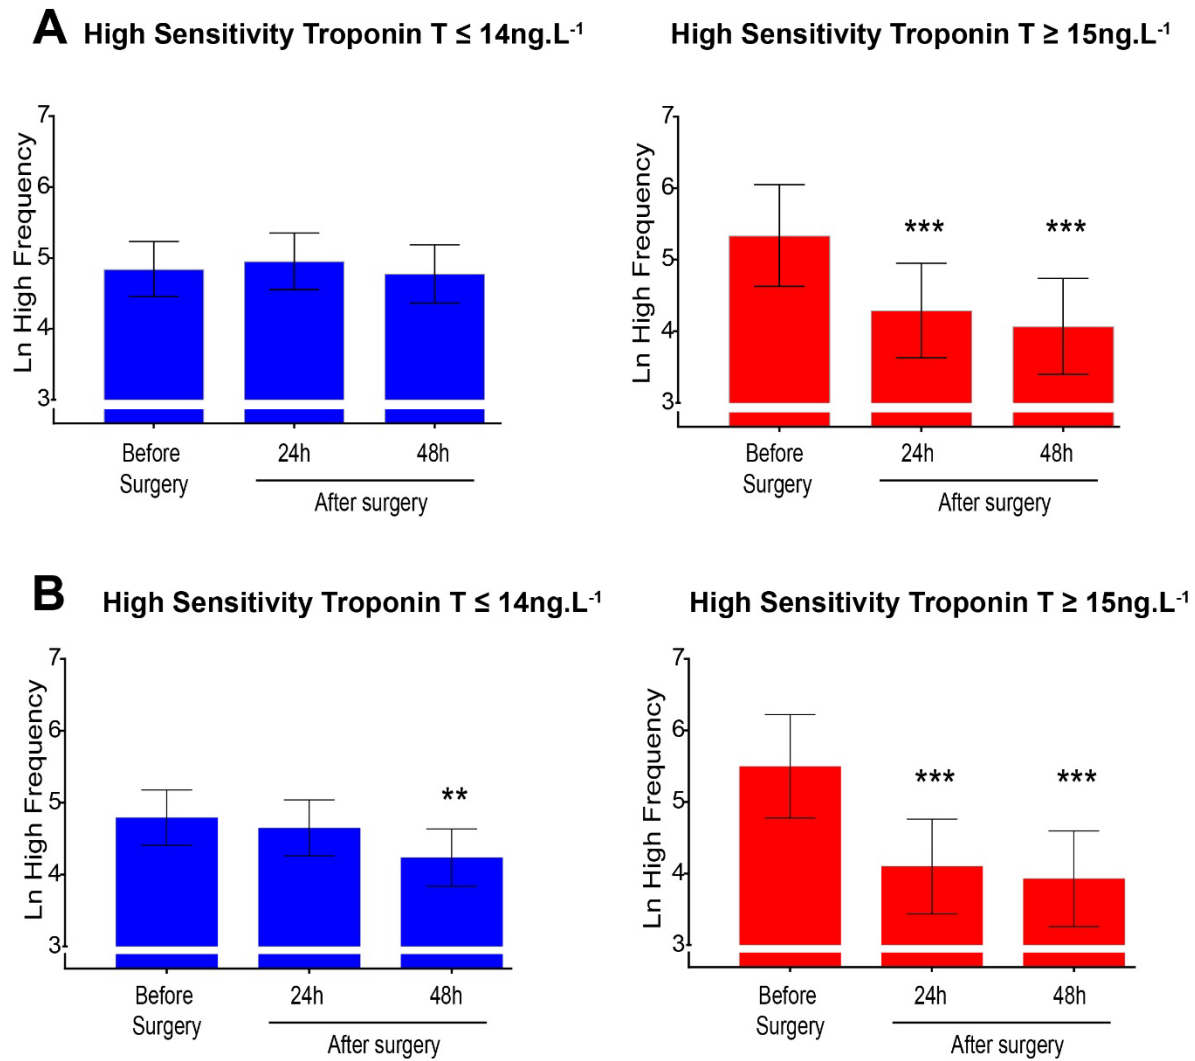 A High Sensitivity Troponin T ≤ 14ng.L⁻¹
High Sensitivity Troponin T ≥ 15ng.L⁻¹
7
6
5
4
3
Ln High Frequency
Before
Surgery
24h
48h
After surgery
7
6
5
4
3
Ln High Frequency
***
***
Before
Surgery
24h
48h
After surgery
B High Sensitivity Troponin T ≤ 14ng.L⁻¹
High Sensitivity Troponin T ≥ 15ng.L⁻¹
7
6
5
4
3
Ln High Frequency
**
Before
Surgery
24h
48h
After surgery
7
6
5
4
3
Ln High Frequency
***
***
Before
Surgery
24h
48h
After surgery